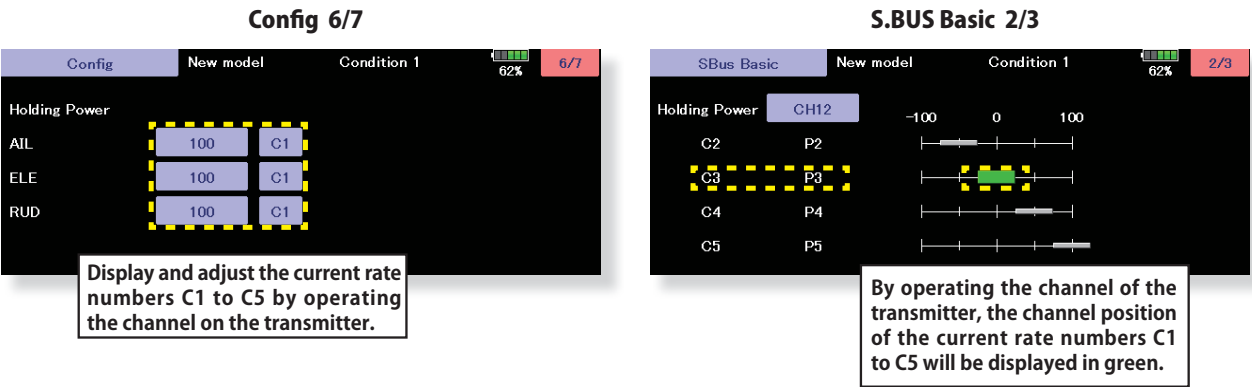 Config 6/7
Config New model Condition 1 62% 6/7
Holding Power
AIL 100 C1
ELE 100 C1
RUD 100 C1
Display and adjust the current rate
numbers C1 to C5 by operating
the channel on the transmitter.
S.BUS Basic 2/3
SBus Basic New model Condition 1 62% 2/3
Holding Power CH12
-100 0 100
C2 P2
C3 P3
C4 P4
C5 P5
By operating the channel of the
transmitter, the channel position
of the current rate numbers C1
to C5 will be displayed in green.